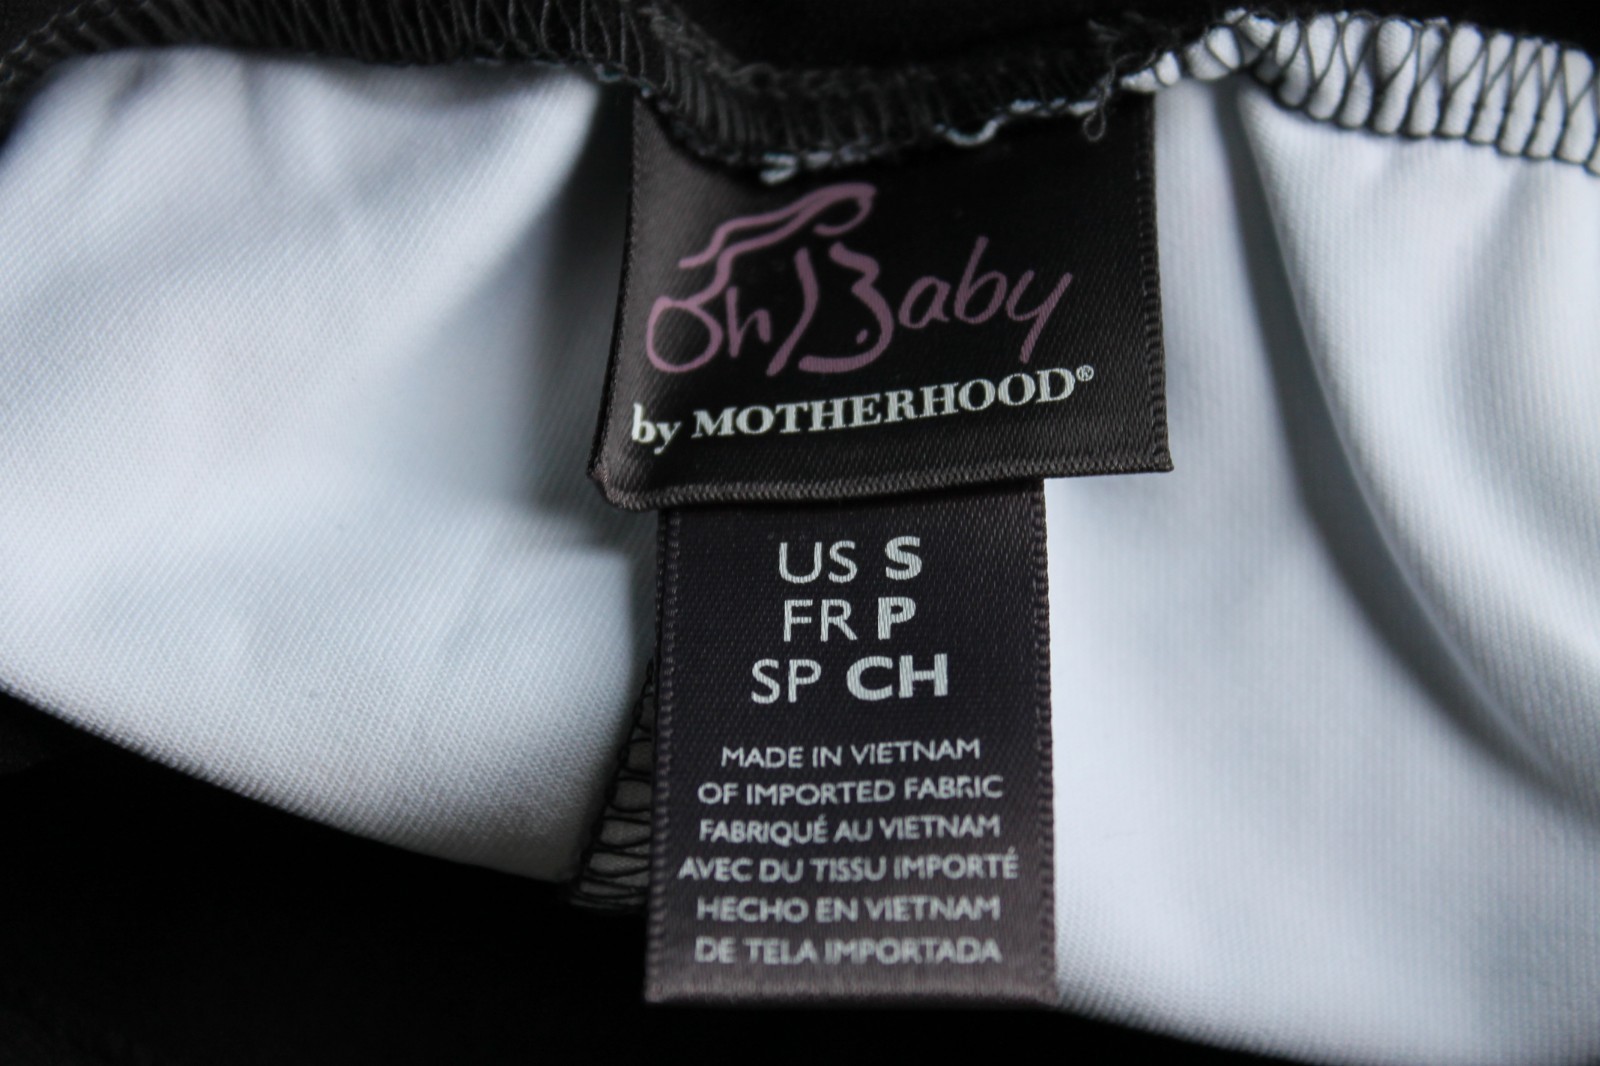 Oh Baby
by MOTHERHOOD®
US S
FR P
SP CH
MADE IN VIETNAM
OF IMPORTED FABRIC
FABRIQUÉ AU VIETNAM
AVEC DU TISSU IMPORTÉ
HECHO EN VIETNAM
DE TELA IMPORTADA